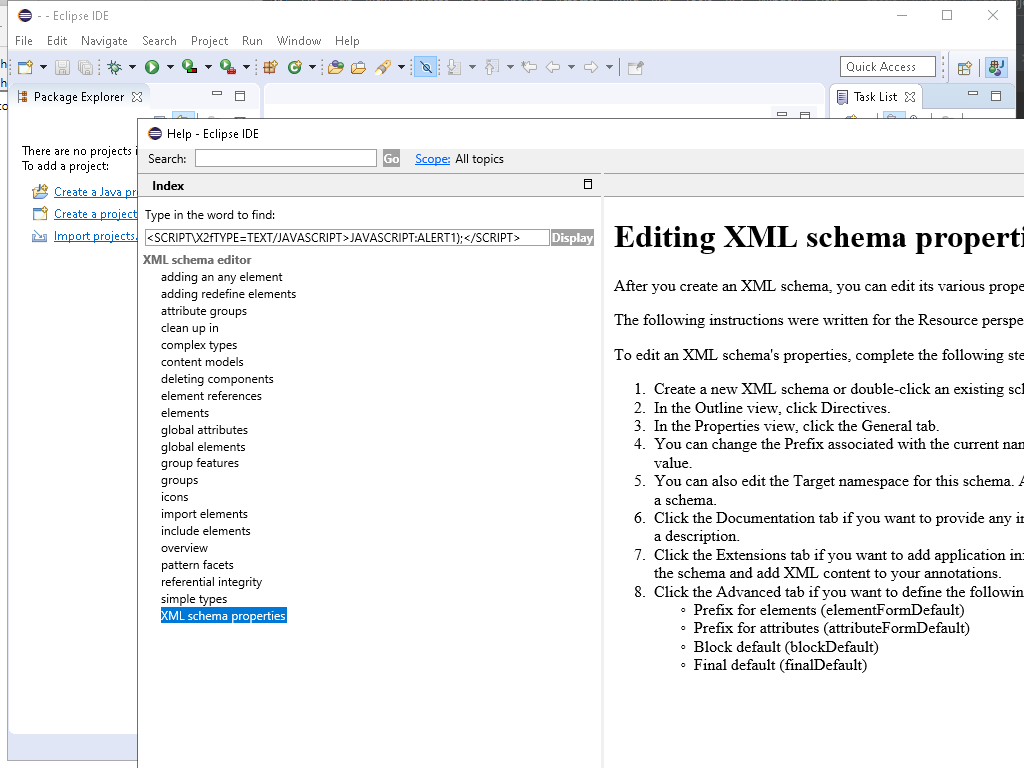 - - Eclipse IDE
File Edit Navigate Search Project Run Window Help
Quick Access
Package Explorer
Task List
There are no projects
To add a project:
Create a Java
Create a project
Import projects.
Help - Eclipse IDE
Search:
Go
Scope: All topics
Index
Type in the word to find:
<SCRIPT\X2fTYPE=TEXT/JAVASCRIPT>JAVASCRIPT:ALERT1);</SCRIPT>
Display
XML schema editor
adding an any element
adding redefine elements
attribute groups
clean up in
complex types
content models
deleting components
element references
elements
global attributes
global elements
group features
groups
icons
import elements
include elements
overview
pattern facets
referential integrity
simple types
XML schema properties
Editing XML schema
After you create an XML schema, you can edit its various
The following instructions were written for the Resource
To edit an XML schema's properties, complete the following
1. Create a new XML schema or double-click an existing
2. In the Outline view, click Directives.
3. In the Properties view, click the General tab.
4. You can change the Prefix associated with the current
value.
5. You can also edit the Target namespace for this schema.
a schema.
6. Click the Documentation tab if you want to provide any
a description.
7. Click the Extensions tab if you want to add application
the schema and add XML content to your annotations.
8. Click the Advanced tab if you want to define the
◦ Prefix for elements (elementFormDefault)
◦ Prefix for attributes (attributeFormDefault)
◦ Block default (blockDefault)
◦ Final default (finalDefault)